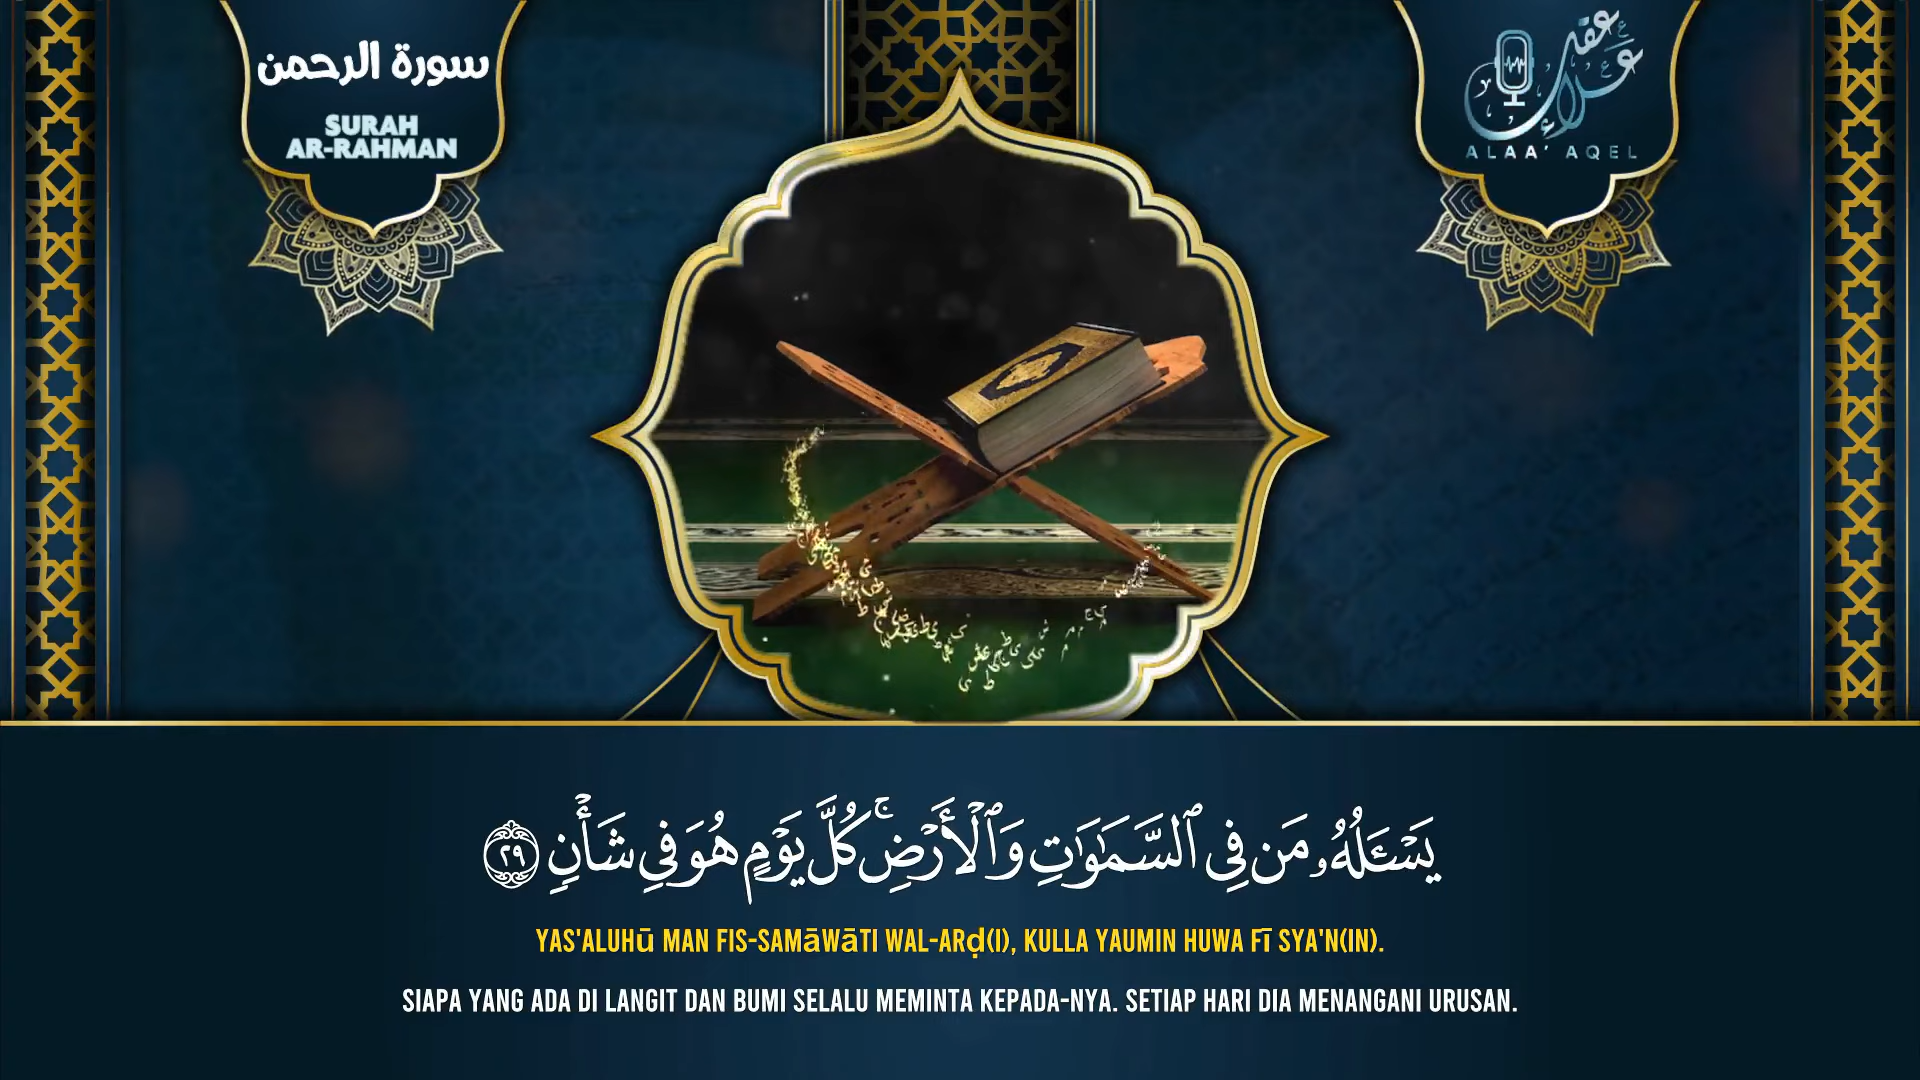 سورة الرحمن
SURAH
AR-RAHMAN
علاء عقل
ALAA' AQEL
يَسْـَٔلُهُۥ مَن فِى ٱلسَّمَـٰوَٰتِ وَٱلْأَرْضِ ۚ كُلَّ يَوْمٍ هُوَ فِى شَأْنٍ ٢٩
YAS'ALUHū MAN FIS-SAMāWāTI WAL-ARḍ(I), KULLA YAUMIN HUWA Fī SYA'N(IN).
SIAPA YANG ADA DI LANGIT DAN BUMI SELALU MEMINTA KEPADA-NYA. SETIAP HARI DIA MENANGANI URUSAN.